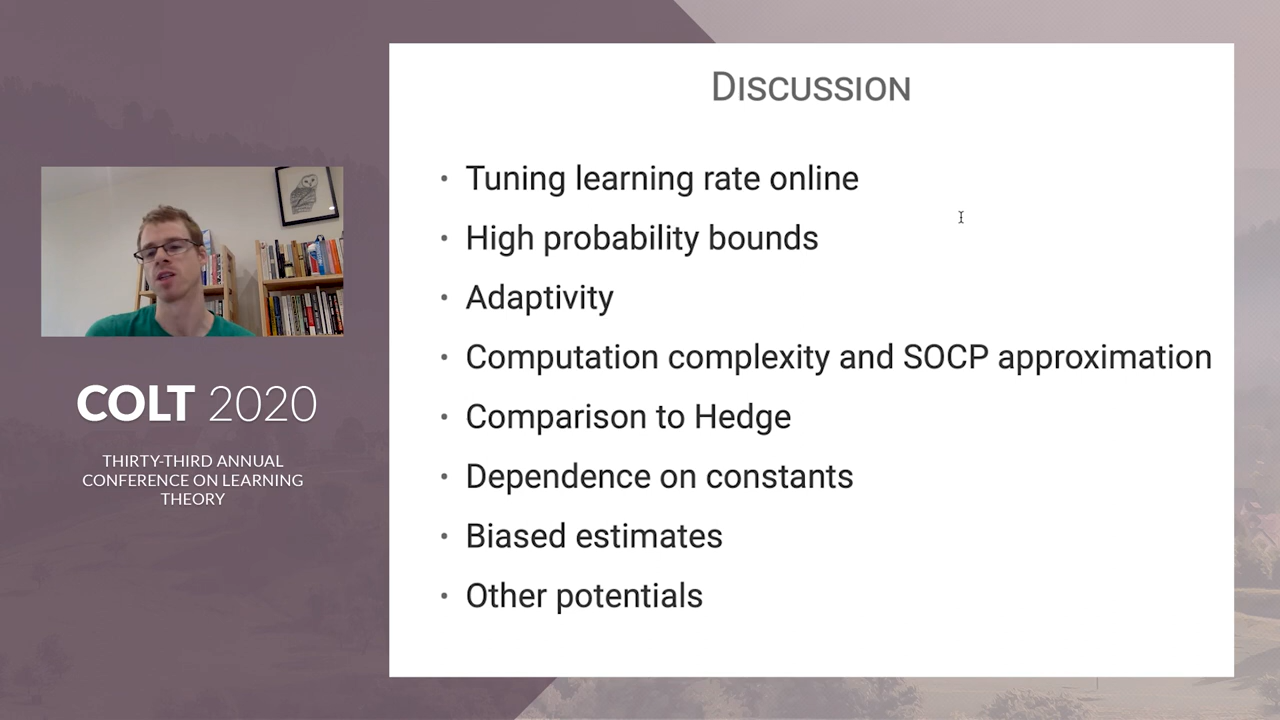 COLT 2020
THIRTY-THIRD ANNUAL
CONFERENCE ON LEARNING
THEORY
DISCUSSION
• Tuning learning rate online
• High probability bounds
• Adaptivity
• Computation complexity and SOCP approximation
• Comparison to Hedge
• Dependence on constants
• Biased estimates
• Other potentials